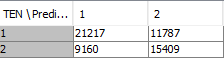 TEN \ Predi... 1 2
1 21217 11787
2 9160 15409